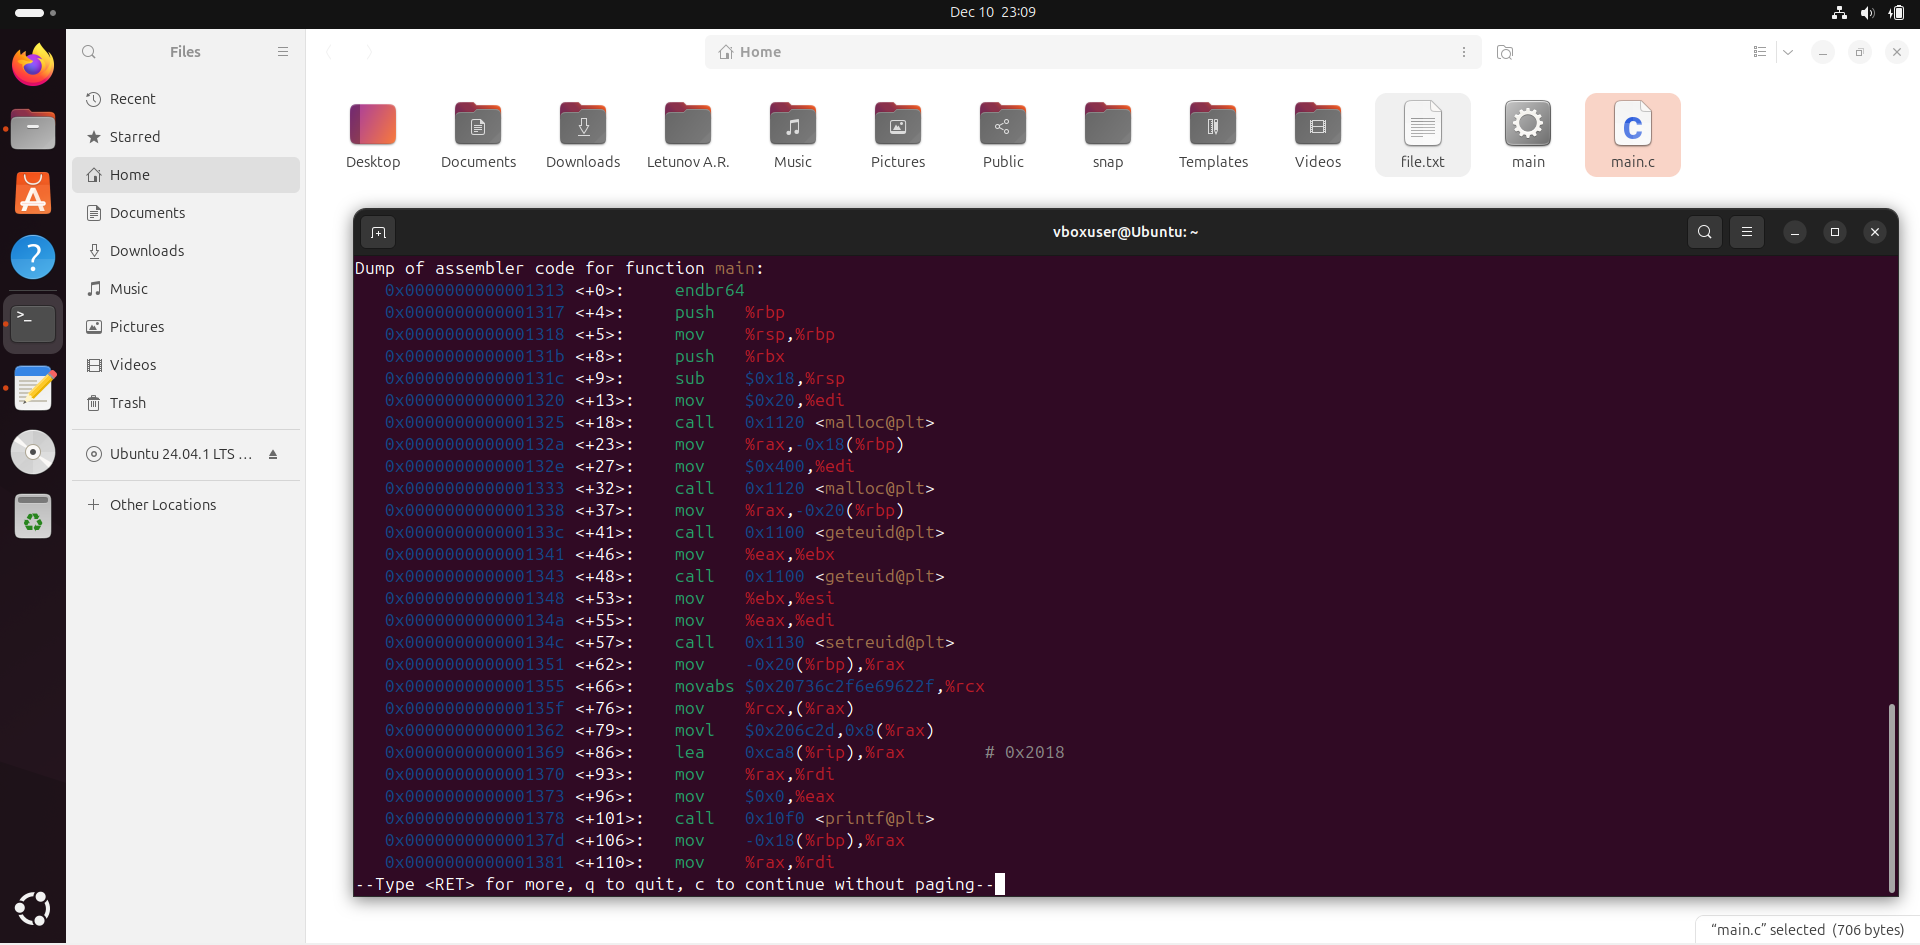 Dec 10 23:09
Files
Home
Recent
Starred
Home
Documents
Downloads
Music
Pictures
Videos
Trash
Ubuntu 24.04.1 LTS …
Other Locations
Desktop
Documents
Downloads
Letunov A.R.
Music
Pictures
Public
snap
Templates
Videos
file.txt
main
main.c
vboxuser@Ubuntu: ~
Dump of assembler code for function main:
0x0000000000001313 <+0>: endbr64
0x0000000000001317 <+4>: push %rbp
0x0000000000001318 <+5>: mov %rsp,%rbp
0x000000000000131b <+8>: push %rbx
0x000000000000131c <+9>: sub $0x18,%rsp
0x0000000000001320 <+13>: mov $0x20,%edi
0x0000000000001325 <+18>: call 0x1120 <malloc@plt>
0x000000000000132a <+23>: mov %rax,-0x18(%rbp)
0x000000000000132e <+27>: mov $0x400,%edi
0x0000000000001333 <+32>: call 0x1120 <malloc@plt>
0x0000000000001338 <+37>: mov %rax,-0x20(%rbp)
0x000000000000133c <+41>: call 0x1100 <geteuid@plt>
0x0000000000001341 <+46>: mov %eax,%ebx
0x0000000000001343 <+48>: call 0x1100 <geteuid@plt>
0x0000000000001348 <+53>: mov %ebx,%esi
0x000000000000134a <+55>: mov %eax,%edi
0x000000000000134c <+57>: call 0x1130 <setreuid@plt>
0x0000000000001351 <+62>: mov -0x20(%rbp),%rax
0x0000000000001355 <+66>: movabs $0x20736c2f6e69622f,%rcx
0x000000000000135f <+76>: mov %rcx,(%rax)
0x0000000000001362 <+79>: movl $0x206c2d,0x8(%rax)
0x0000000000001369 <+86>: lea 0xca8(%rip),%rax # 0x2018
0x0000000000001370 <+93>: mov %rax,%rdi
0x0000000000001373 <+96>: mov $0x0,%eax
0x0000000000001378 <+101>: call 0x10f0 <printf@plt>
0x000000000000137d <+106>: mov -0x18(%rbp),%rax
0x0000000000001381 <+110>: mov %rax,%rdi
--Type <RET> for more, q to quit, c to continue without paging--
“main.c” selected (706 bytes)